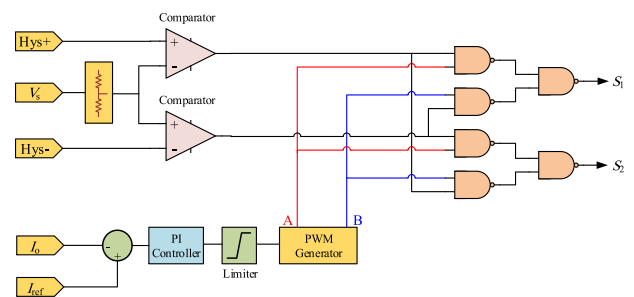 Comparator
Hys+
+
-
S1
Vs
Comparator
+
-
Hys-
S2
A
B
Io
-
+
PI
Controller
PWM
Generator
Limiter
Iref